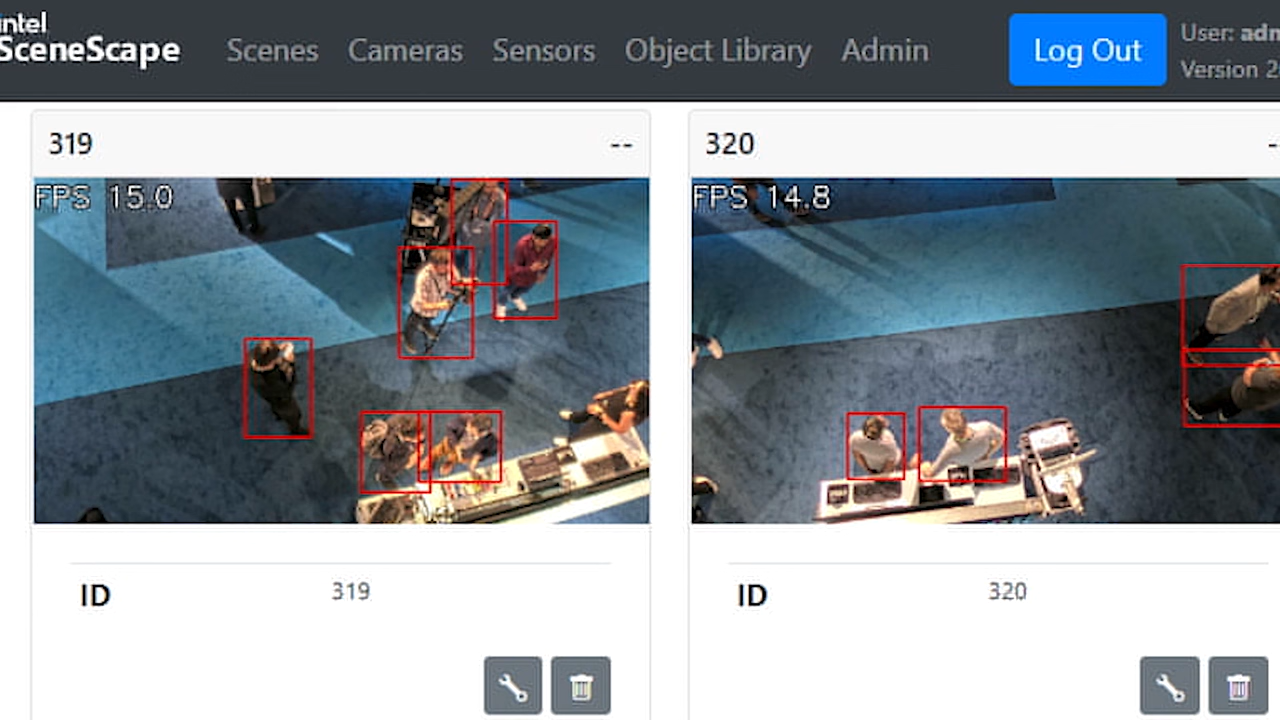 intel
SceneScape
Scenes Cameras Sensors Object Library Admin Log Out
User:
Version
319 --
320
FPS 15.0
FPS 14.8
ID 319
ID 320